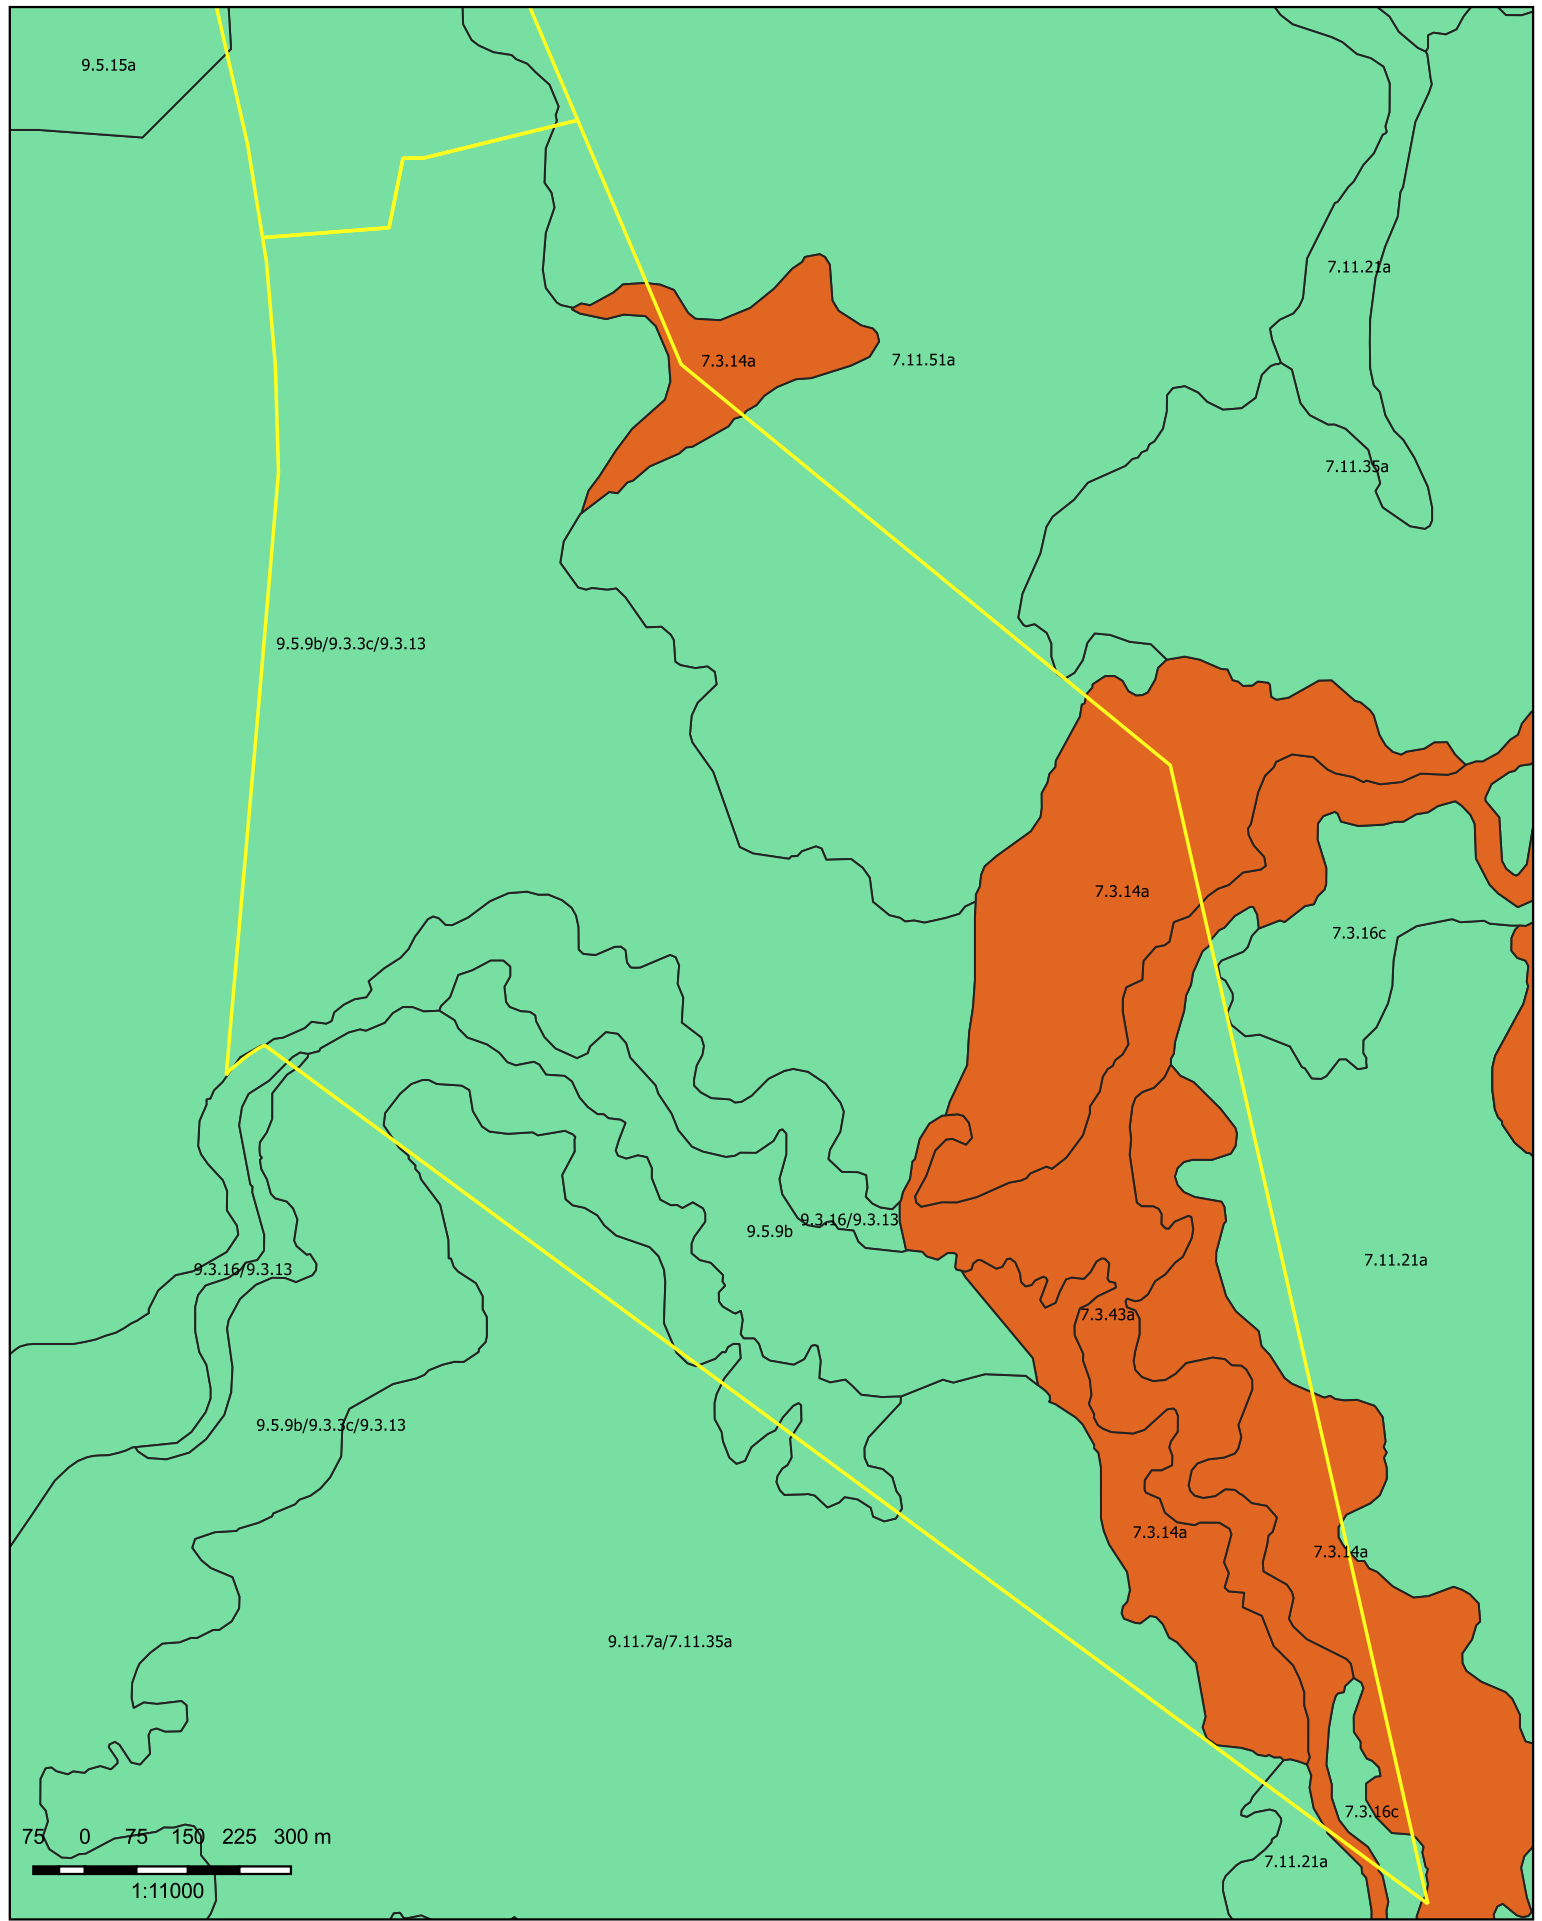 9.5.15a
7.11.21a
7.3.14a
7.11.51a
7.11.35a
9.5.9b/9.3.3c/9.3.13
7.3.14a
7.3.16c
9.3.16/9.3.13
9.5.9b
7.11.21a
9.3.16/9.3.13
7.3.43a
9.5.9b/9.3.3c/9.3.13
7.3.14a
7.3.14a
9.11.7a/7.11.35a
7.3.16c
75 0 75 150 225 300 m
7.11.21a
1:11000